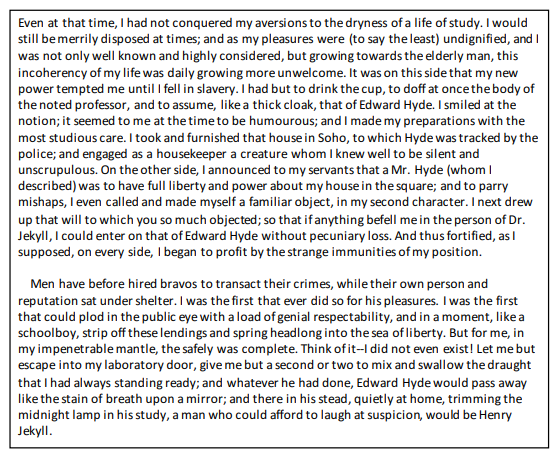 Even at that time, I had not conquered my aversions to the dryness of a life of study. I would
still be merrily disposed at times; and as my pleasures were (to say the least) undignified, and I
was not only well known and highly considered, but growing towards the elderly man, this
incoherency of my life was daily growing more unwelcome. It was on this side that my new
power tempted me until I fell in slavery. I had but to drink the cup, to doff at once the body of
the noted professor, and to assume, like a thick cloak, that of Edward Hyde. I smiled at the
notion; it seemed to me at the time to be humourous; and I made my preparations with the
most studious care. I took and furnished that house in Soho, to which Hyde was tracked by the
police; and engaged as a housekeeper a creature whom I knew well to be silent and
unscrupulous. On the other side, I announced to my servants that a Mr. Hyde (whom I
described) was to have full liberty and power about my house in the square; and to parry
mishaps, I even called and made myself a familiar object, in my second character. I next drew
up that will to which you so much objected; so that if anything befell me in the person of Dr.
Jekyll, I could enter on that of Edward Hyde without pecuniary loss. And thus fortified, as I
supposed, on every side, I began to profit by the strange immunities of my position.
Men have before hired bravos to transact their crimes, while their own person and
reputation sat under shelter. I was the first that ever did so for his pleasures. I was the first
that could plod in the public eye with a load of genial respectability, and in a moment, like a
schoolboy, strip off these lendings and spring headlong into the sea of liberty. But for me, in
my impenetrable mantle, the safely was complete. Think of it--I did not even exist! Let me but
escape into my laboratory door, give me but a second or two to mix and swallow the draught
that I had always standing ready; and whatever he had done, Edward Hyde would pass away
like the stain of breath upon a mirror; and there in his stead, quietly at home, trimming the
midnight lamp in his study, a man who could afford to laugh at suspicion, would be Henry
Jekyll.